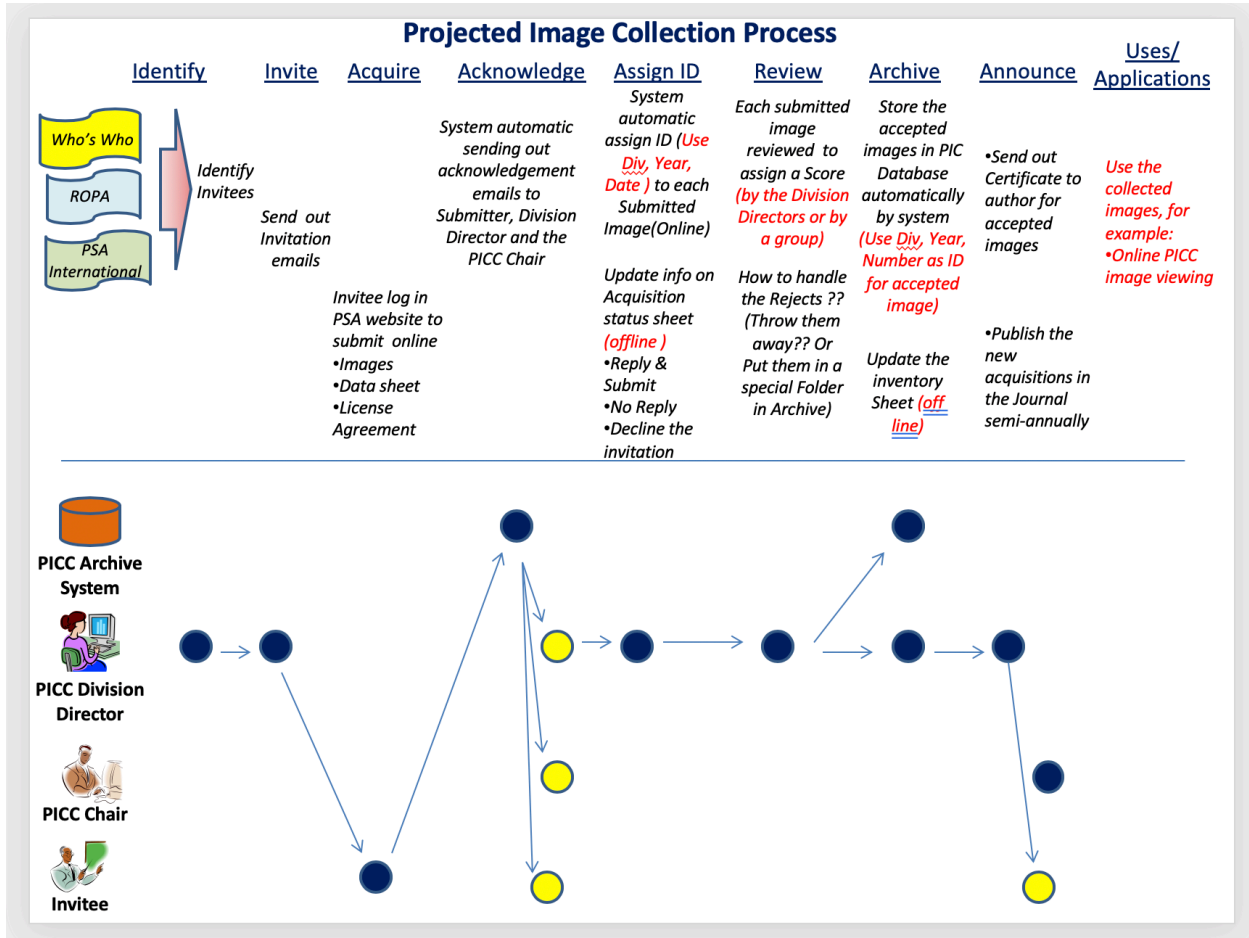 Projected Image Collection Process
Identify
Invite
Acquire
Acknowledge
Assign ID
Review
Archive
Announce
Uses/
Applications
Who's Who
ROPA
PSA
International
Identify
Invitees
Send out
Invitation
emails
Invitee log in
PSA website to
submit online
•Images
•Data sheet
•License
Agreement
System automatic
sending out
acknowledgement
emails to
Submitter, Division
Director and the
PICC Chair
System
automatic
assign ID (Use
Div, Year,
Date ) to each
Submitted
Image(Online)
Update info on
Acquisition
status sheet
(offline )
•Reply &
Submit
•No Reply
•Decline the
invitation
Each submitted
image
reviewed to
assign a Score
(by the Division
Directors or by
a group)
How to handle
the Rejects ??
(Throw them
away?? Or
Put them in a
special Folder
in Archive)
Store the
accepted
images in PIC
Database
automatically
by system
(Use Div, Year,
Number as ID
for accepted
image)
Update the
inventory
Sheet (off
line)
•Send out
Certificate to
author for
accepted
images
•Publish the
new
acquisitions in
the Journal
semi-annually
Use the
collected
images, for
example:
•Online PICC
image viewing
PICC Archive
System
PICC Division
Director
PICC Chair
Invitee